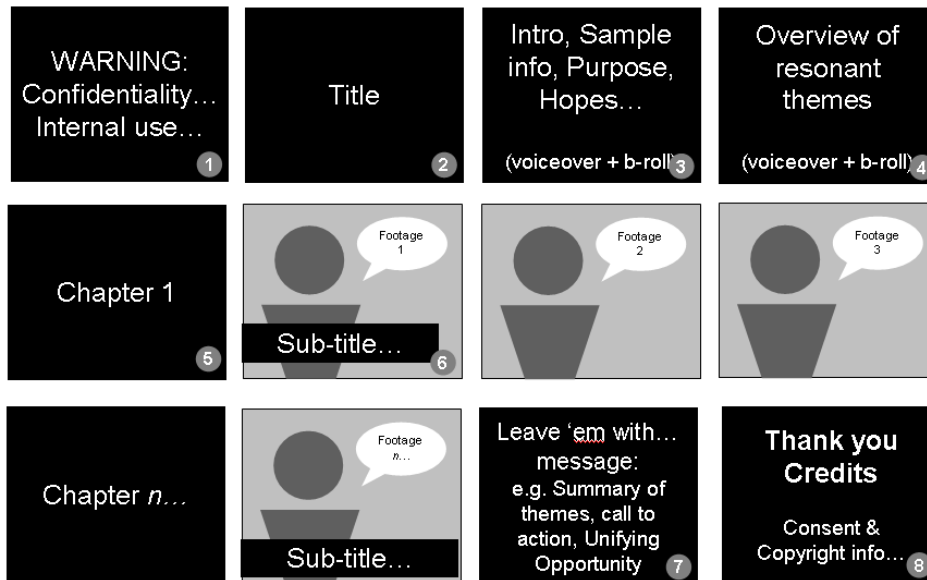 WARNING:
Confidentiality…
Internal use…
1
Title
2
Intro, Sample
info, Purpose,
Hopes…
(voiceover + b-roll)
3
Overview of
resonant
themes
(voiceover + b-roll)
4
Chapter 1
5
Footage
1
Sub-title…
6
Footage
2
Footage
3
Chapter n…
Footage
n…
Sub-title…
Leave ‘em with…
message:
e.g. Summary of
themes, call to
action, Unifying
Opportunity
7
Thank you
Credits
Consent &
Copyright info…
8